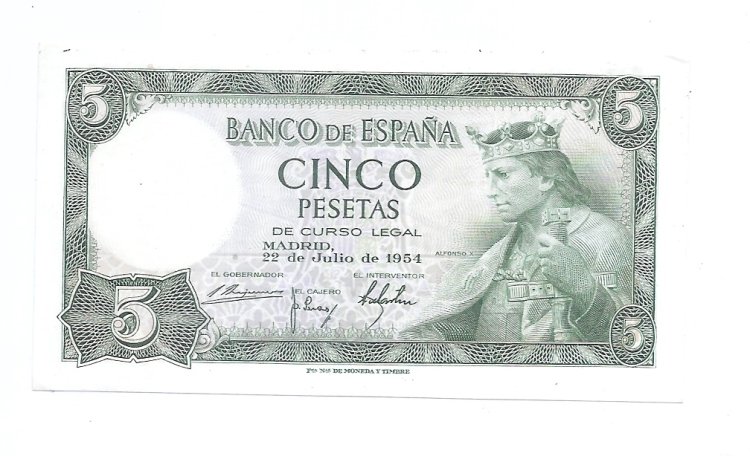 5
5
BANCO DE ESPAÑA
CINCO
PESETAS
DE CURSO LEGAL
MADRID,
22 de Julio de 1954
ALFONSO X
EL GOBERNADOR
EL INTERVENTOR
EL CAJERO
5
5
5
Fca Nal DE MONEDA Y TIMBRE